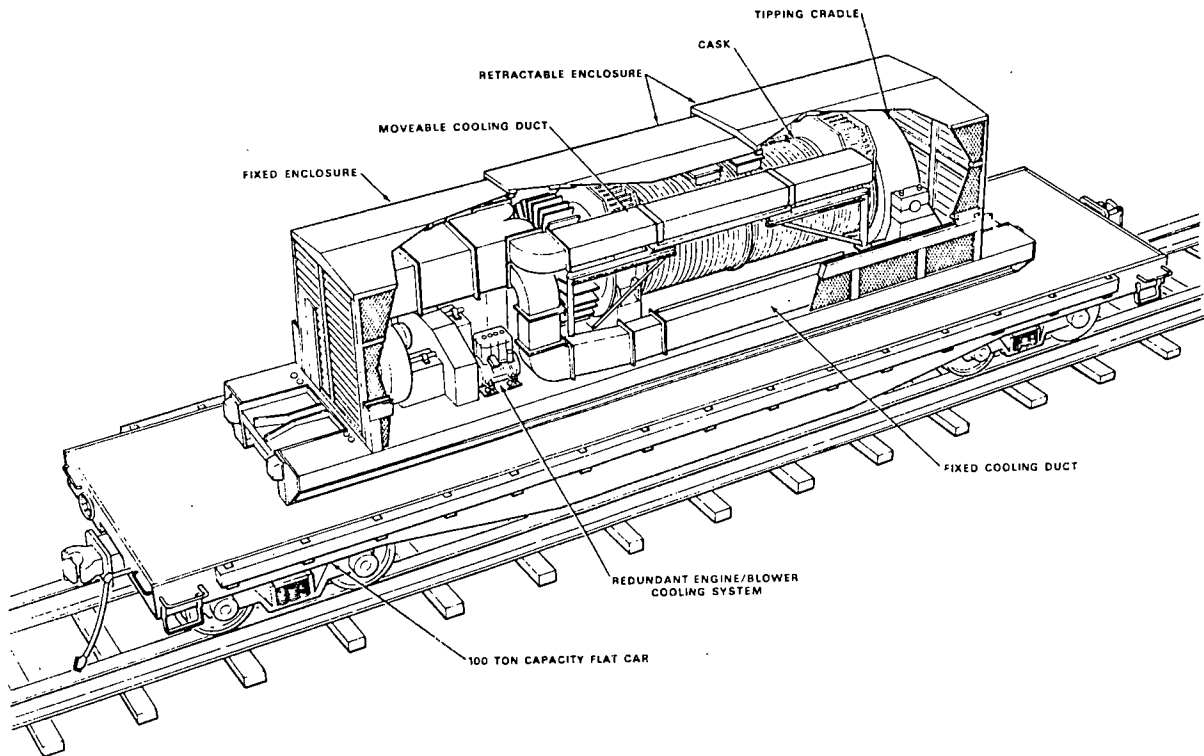 TIPPING CRADLE
CASK
RETRACTABLE ENCLOSURE
MOVEABLE COOLING DUCT
FIXED ENCLOSURE
FIXED COOLING DUCT
REDUNDANT ENGINE/BLOWER
COOLING SYSTEM
100 TON CAPACITY FLAT CAR